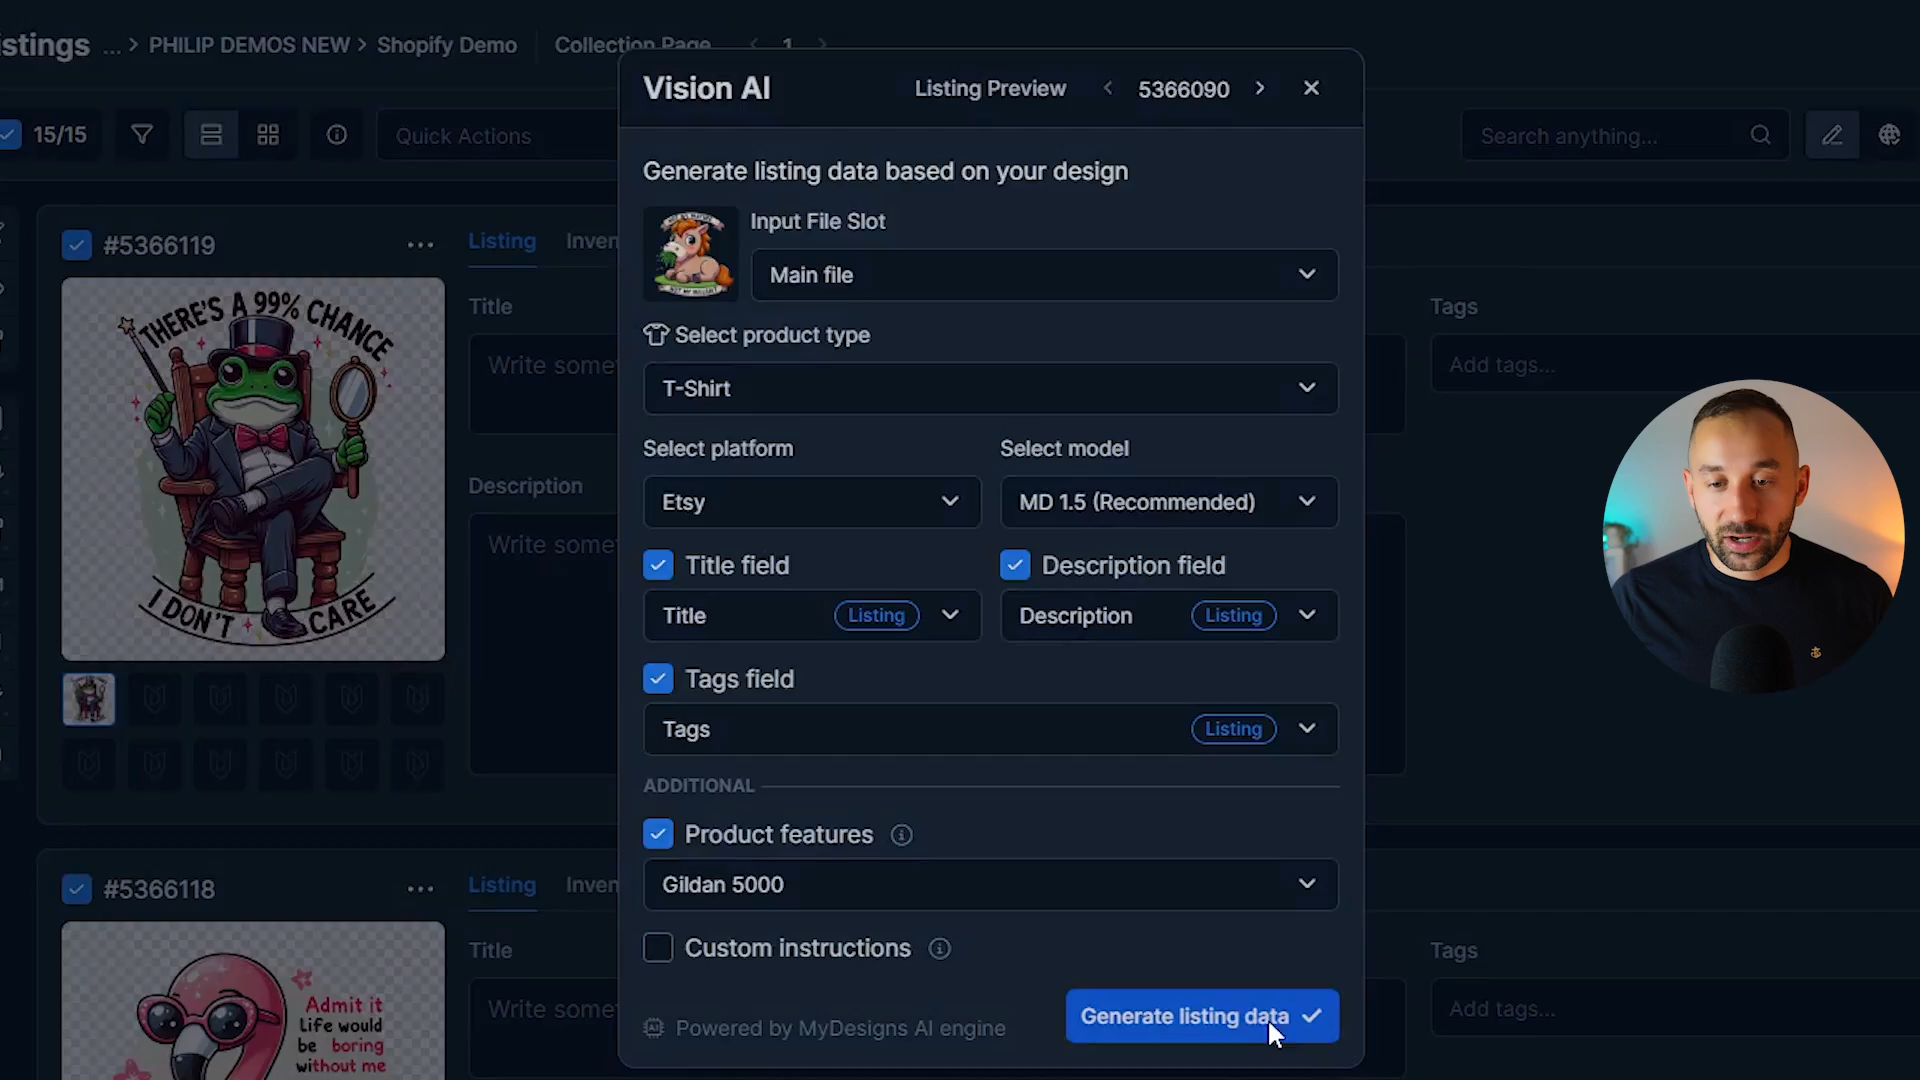 istings ... > PHILIP DEMOS NEW > Shopify Demo Collection Page 1
15/15 Quick Actions Search anything...
Vision AI Listing Preview 5366090
Generate listing data based on your design
Input File Slot
Main file
Select product type
T-Shirt
Select platform Select model
Etsy MD 1.5 (Recommended)
Title field Description field
Title Listing Description Listing
Tags field
Tags Listing
ADDITIONAL
Product features
Gildan 5000
Custom instructions
Powered by MyDesigns AI engine Generate listing data
#5366119 Listing Inven
THERE'S A 99% CHANCE
I DON'T CARE
Title Tags
Write somet Add tags...
Description
Write somet
#5366118 Listing Inven
Admit it
Life would
be boring
without me
Title Tags
Write somet Add tags...